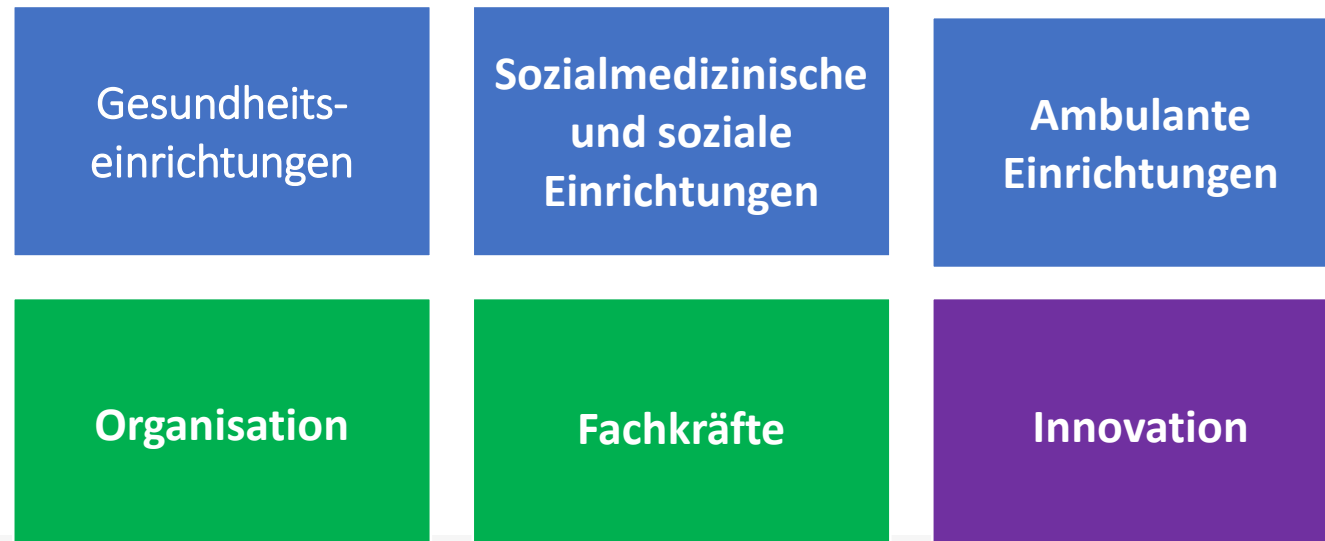 Gesundheits-
einrichtungen
Sozialmedizinische
und soziale
Einrichtungen
Ambulante
Einrichtungen
Organisation
Fachkräfte
Innovation